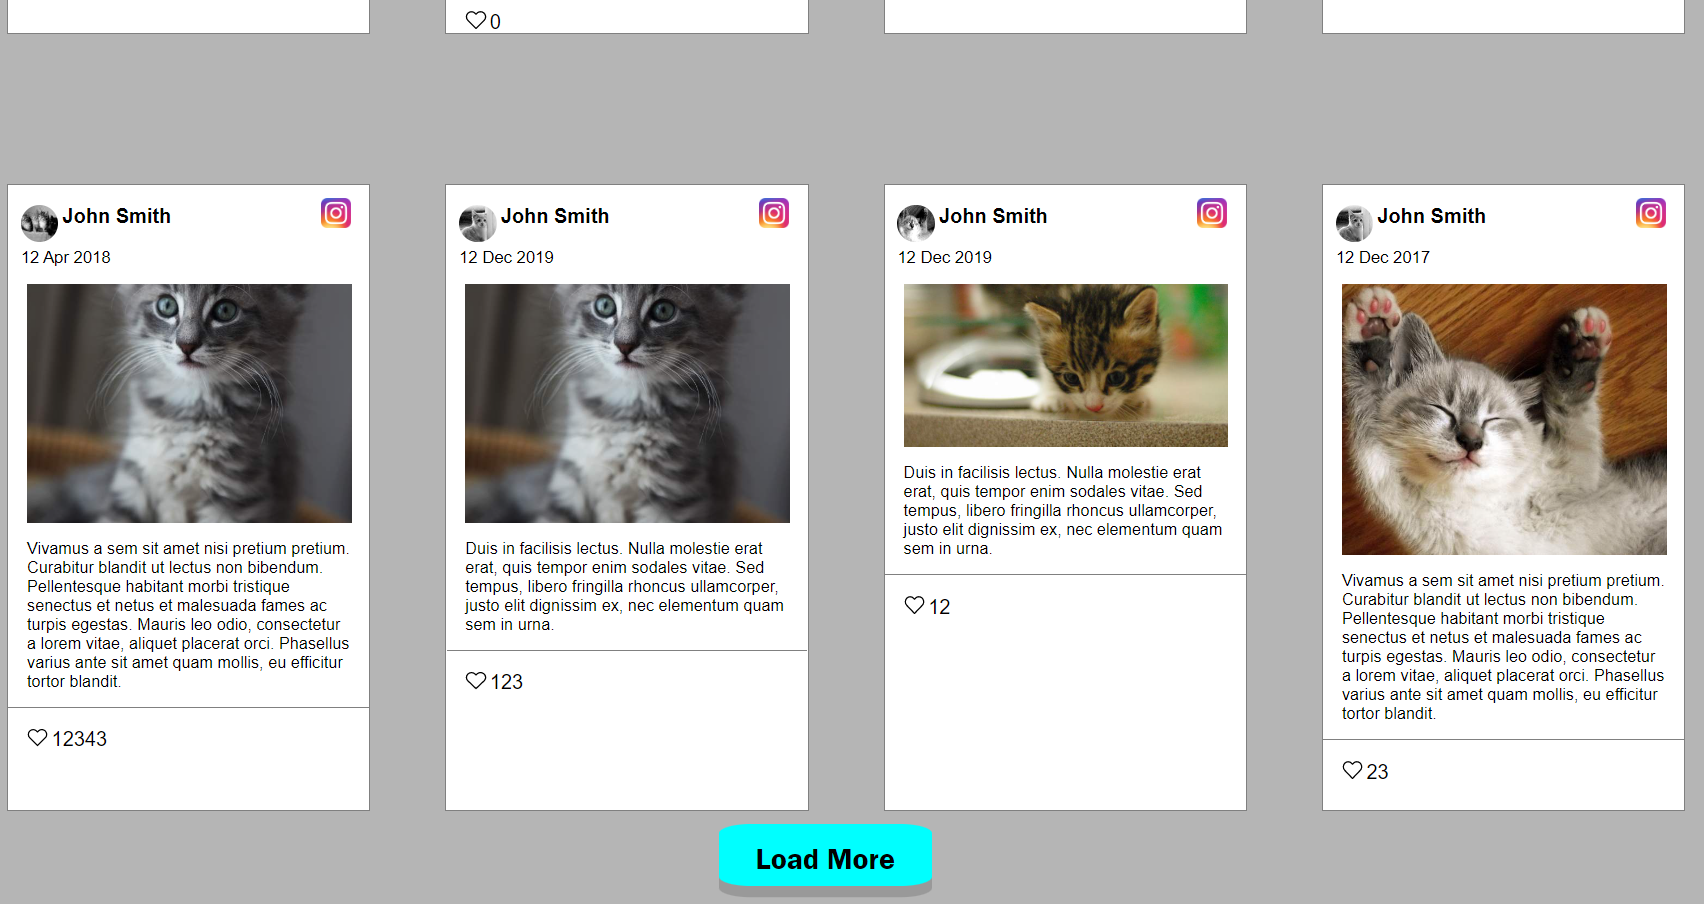 0
John Smith
12 Apr 2018
Vivamus a sem sit amet nisi pretium pretium.
Curabitur blandit ut lectus non bibendum.
Pellentesque habitant morbi tristique
senectus et netus et malesuada fames ac
turpis egestas. Mauris leo odio, consectetur
a lorem vitae, aliquet placerat orci. Phasellus
varius ante sit amet quam mollis, eu efficitur
tortor blandit.
12343
John Smith
12 Dec 2019
Duis in facilisis lectus. Nulla molestie erat
erat, quis tempor enim sodales vitae. Sed
tempus, libero fringilla rhoncus ullamcorper,
justo elit dignissim ex, nec elementum quam
sem in urna.
123
John Smith
12 Dec 2019
Duis in facilisis lectus. Nulla molestie erat
erat, quis tempor enim sodales vitae. Sed
tempus, libero fringilla rhoncus ullamcorper,
justo elit dignissim ex, nec elementum quam
sem in urna.
12
John Smith
12 Dec 2017
Vivamus a sem sit amet nisi pretium pretium.
Curabitur blandit ut lectus non bibendum.
Pellentesque habitant morbi tristique
senectus et netus et malesuada fames ac
turpis egestas. Mauris leo odio, consectetur
a lorem vitae, aliquet placerat orci. Phasellus
varius ante sit amet quam mollis, eu efficitur
tortor blandit.
23
Load More